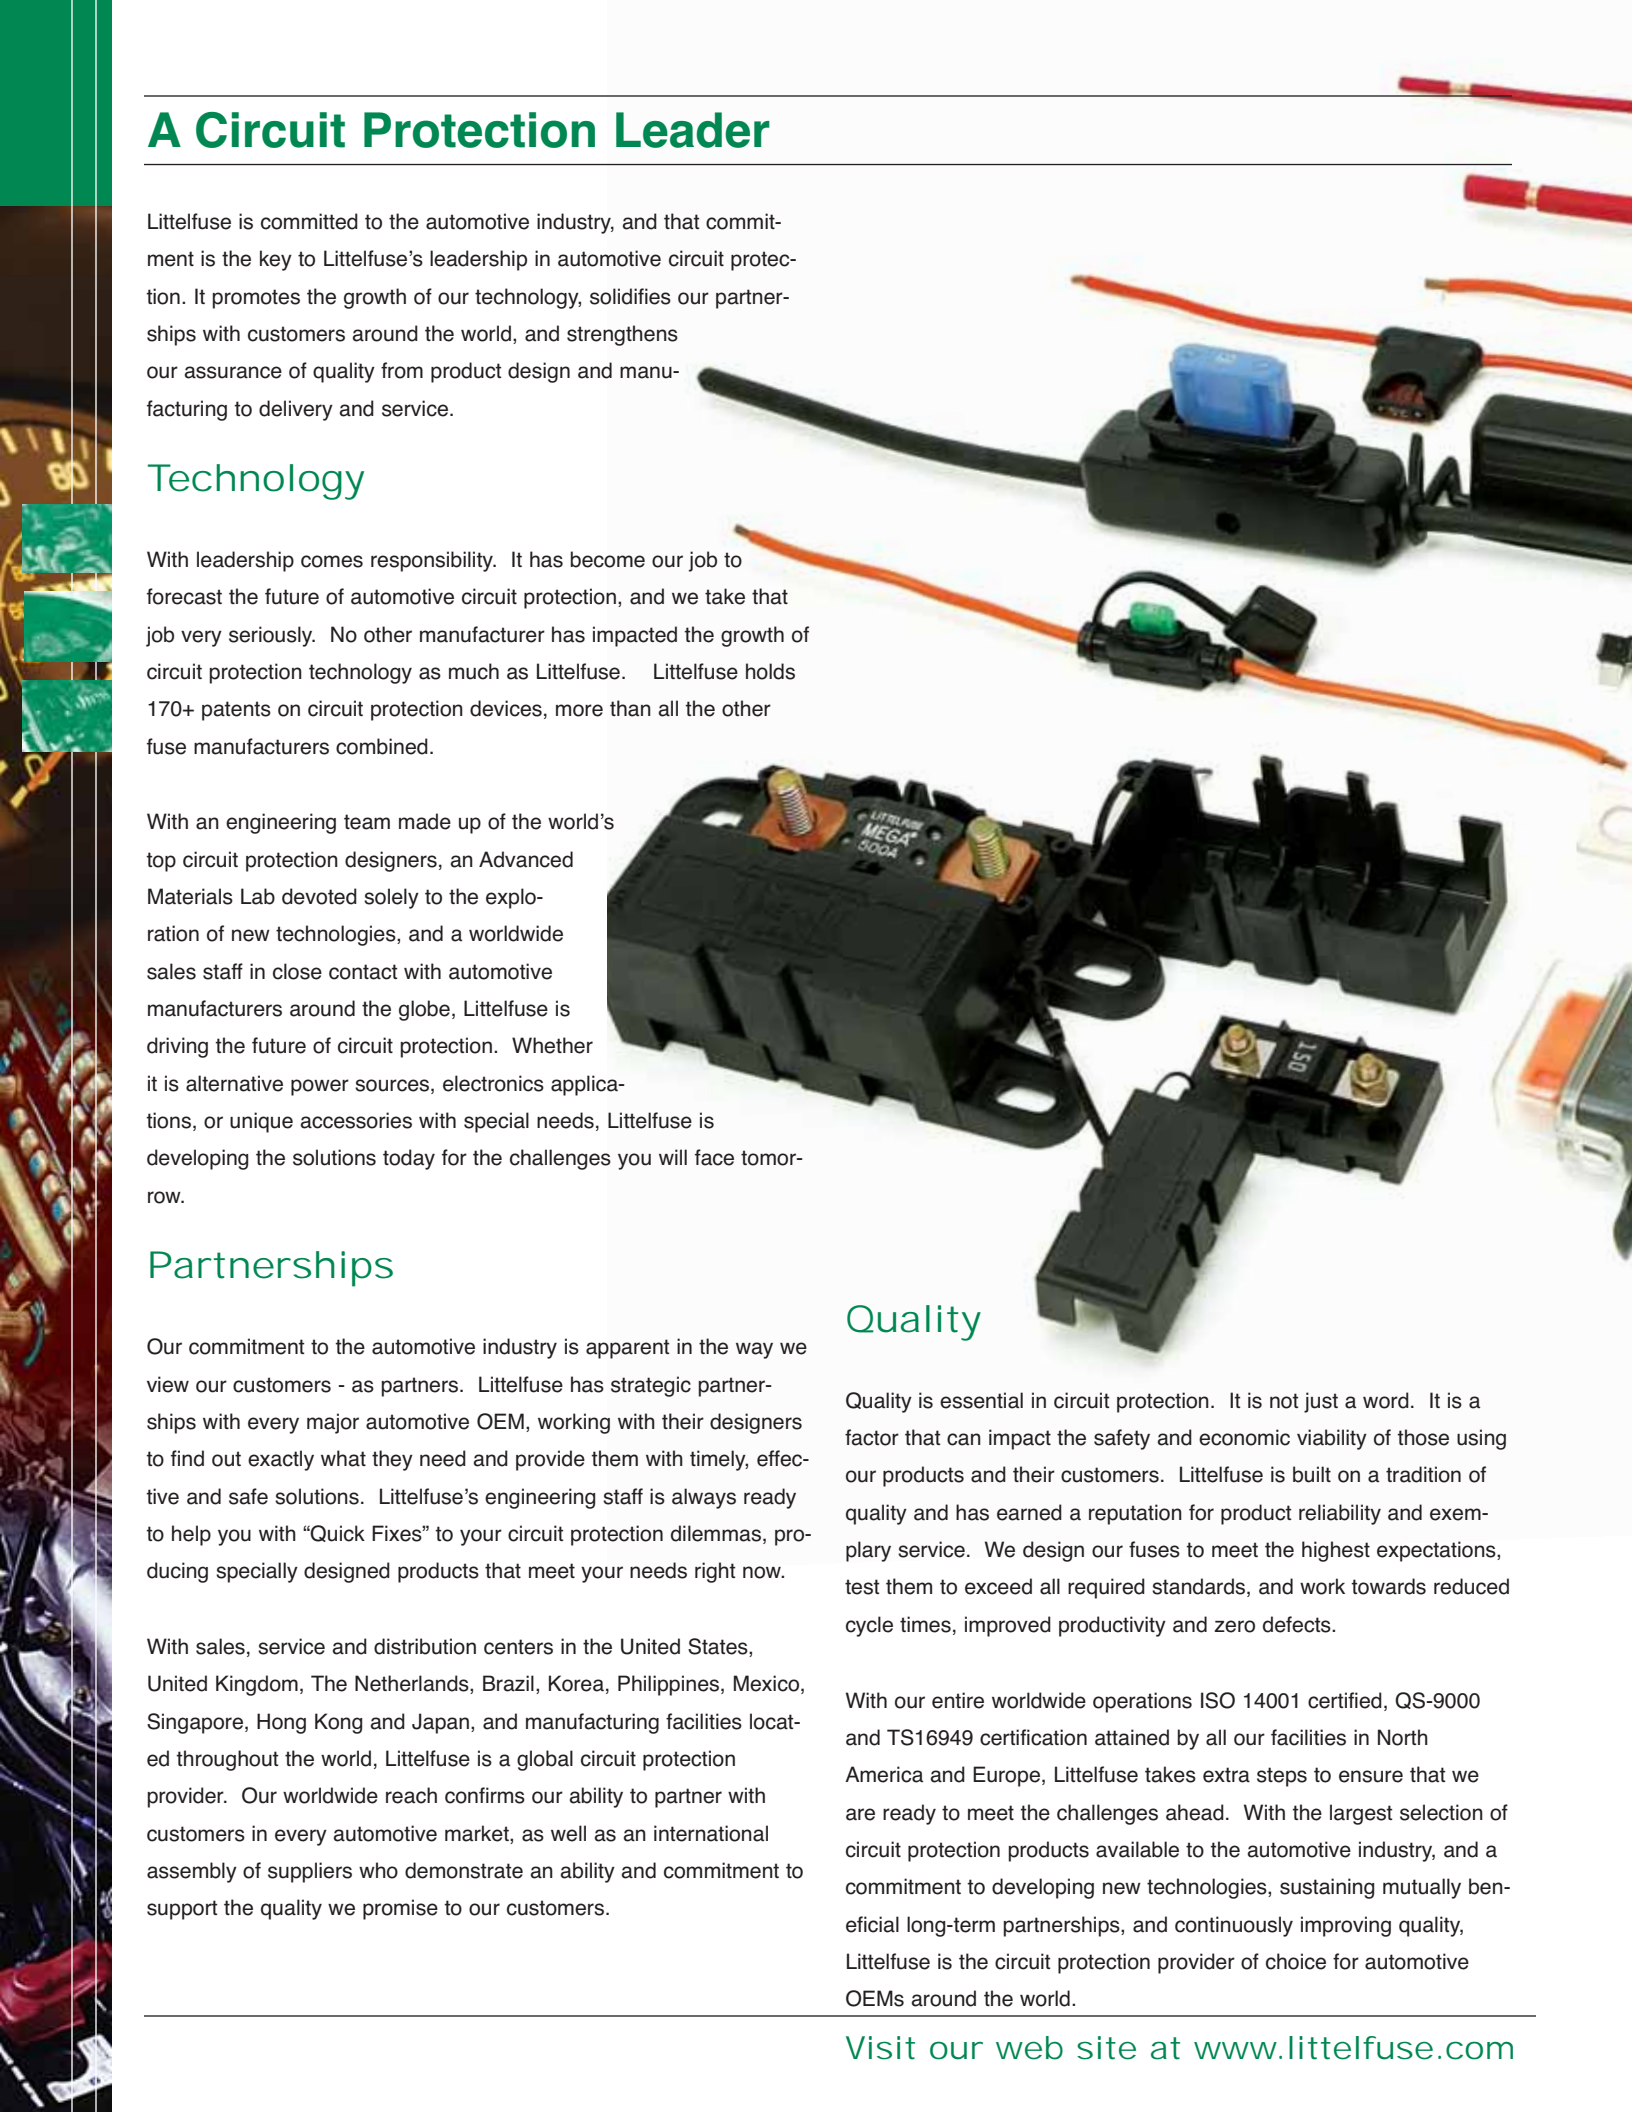 A Circuit Protection Leader
Littelfuse is committed to the automotive industry, and that commit-
ment is the key to Littelfuse’s leadership in automotive circuit protec-
tion. It promotes the growth of our technology, solidifies our partner-
ships with customers around the world, and strengthens
our assurance of quality from product design and manu-
facturing to delivery and service.
Technology
With leadership comes responsibility. It has become our job to
forecast the future of automotive circuit protection, and we take that
job very seriously. No other manufacturer has impacted the growth of
circuit protection technology as much as Littelfuse. Littelfuse holds
170+ patents on circuit protection devices, more than all the other
fuse manufacturers combined.
With an engineering team made up of the world’s
top circuit protection designers, an Advanced
Materials Lab devoted solely to the explo-
ration of new technologies, and a worldwide
sales staff in close contact with automotive
manufacturers around the globe, Littelfuse is
driving the future of circuit protection. Whether
it is alternative power sources, electronics applica-
tions, or unique accessories with special needs, Littelfuse is
developing the solutions today for the challenges you will face tomor-
row.
LITTELFUSE
MEGA®
500A
150
80
Partnerships
Our commitment to the automotive industry is apparent in the way we
view our customers - as partners. Littelfuse has strategic partner-
ships with every major automotive OEM, working with their designers
to find out exactly what they need and provide them with timely, effec-
tive and safe solutions. Littelfuse’s engineering staff is always ready
to help you with “Quick Fixes” to your circuit protection dilemmas, pro-
ducing specially designed products that meet your needs right now.
With sales, service and distribution centers in the United States,
United Kingdom, The Netherlands, Brazil, Korea, Philippines, Mexico,
Singapore, Hong Kong and Japan, and manufacturing facilities locat-
ed throughout the world, Littelfuse is a global circuit protection
provider. Our worldwide reach confirms our ability to partner with
customers in every automotive market, as well as an international
assembly of suppliers who demonstrate an ability and commitment to
support the quality we promise to our customers.
Quality
Quality is essential in circuit protection. It is not just a word. It is a
factor that can impact the safety and economic viability of those using
our products and their customers. Littelfuse is built on a tradition of
quality and has earned a reputation for product reliability and exem-
plary service. We design our fuses to meet the highest expectations,
test them to exceed all required standards, and work towards reduced
cycle times, improved productivity and zero defects.
With our entire worldwide operations ISO 14001 certified, QS-9000
and TS16949 certification attained by all our facilities in North
America and Europe, Littelfuse takes extra steps to ensure that we
are ready to meet the challenges ahead. With the largest selection of
circuit protection products available to the automotive industry, and a
commitment to developing new technologies, sustaining mutually ben-
eficial long-term partnerships, and continuously improving quality,
Littelfuse is the circuit protection provider of choice for automotive
OEMs around the world.
Visit our web site at www.littelfuse.com